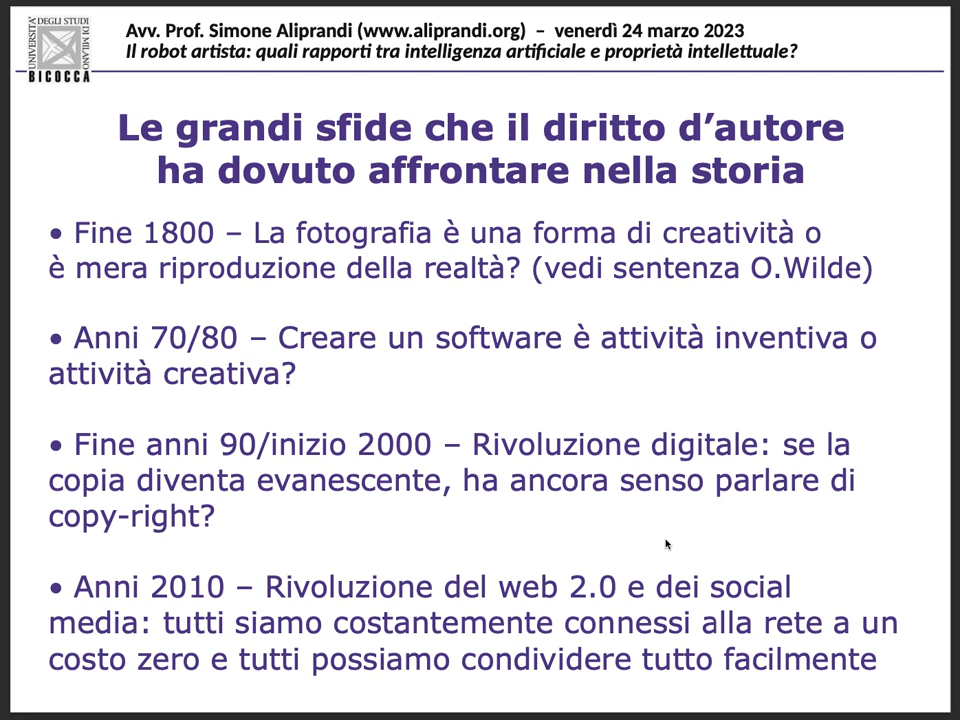 UNIVERSITÀ DEGLI STUDI DI MILANO
BICOCCA
Avv. Prof. Simone Aliprandi (www.aliprandi.org) – venerdì 24 marzo 2023
Il robot artista: quali rapporti tra intelligenza artificiale e proprietà intellettuale?
Le grandi sfide che il diritto d’autore
ha dovuto affrontare nella storia
• Fine 1800 – La fotografia è una forma di creatività o
è mera riproduzione della realtà? (vedi sentenza O.Wilde)
• Anni 70/80 – Creare un software è attività inventiva o
attività creativa?
• Fine anni 90/inizio 2000 – Rivoluzione digitale: se la
copia diventa evanescente, ha ancora senso parlare di
copy-right?
• Anni 2010 – Rivoluzione del web 2.0 e dei social
media: tutti siamo costantemente connessi alla rete a un
costo zero e tutti possiamo condividere tutto facilmente